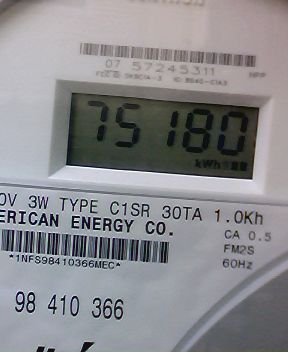 07 57245311
HPP
75180
kWh
0V 3W TYPE C1SR 30TA 1.0Kh
ERICAN ENERGY CO.
CA 0.5
FM2S
60Hz
*1NFS98410366MEC*
98 410 366